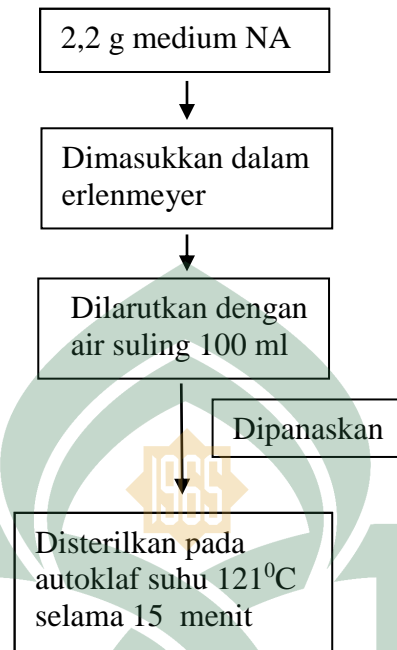 2,2 g medium NA
Dimasukkan dalam
erlenmeyer
Dilarutkan dengan
air suling 100 ml
Dipanaskan
1965
Disterilkan pada
autoklaf suhu 121⁰C
selama 15  menit